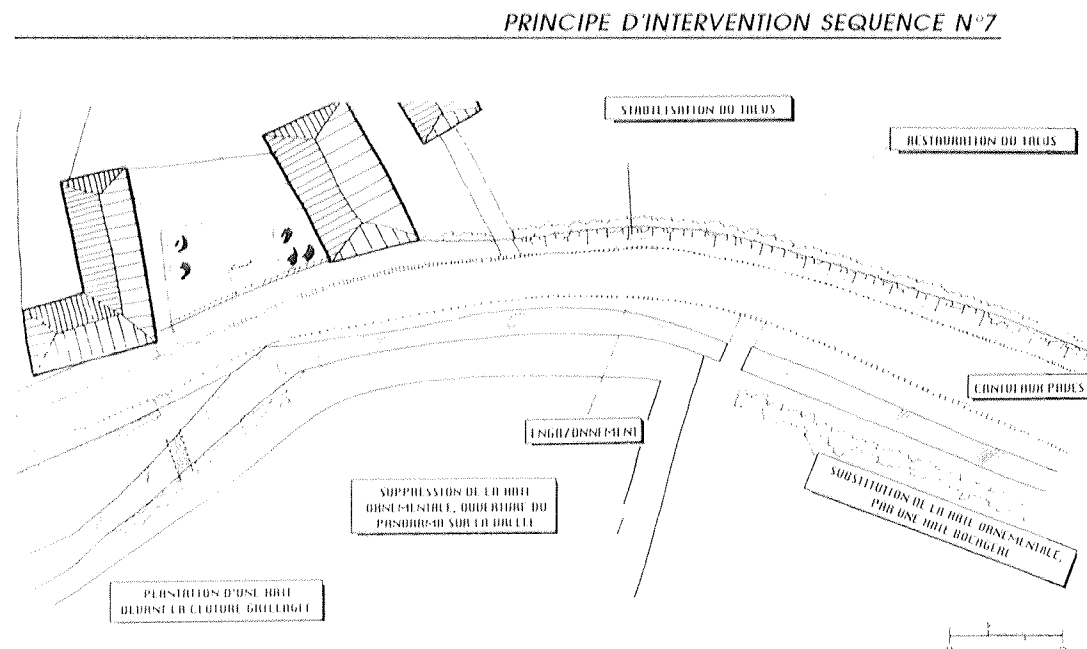 PRINCIPE D'INTERVENTION SEQUENCE N°7
STABILISATION DU TALUS
RESTAURATION DU TALUS
CANIVEAUX PAVES
ENGAZONNEMENT
SUPPRESSION DE LA HAIE
ORNEMENTALE, OUVERTURE DU
PANORAMA SUR LA VALLEE
SUBSTITUTION DE LA HAIE ORNEMENTALE,
PAR UNE HAIE BOCAGERE
PLANTATION D'UNE HAIE
DEVANT LA CLOTURE GRILLAGEE